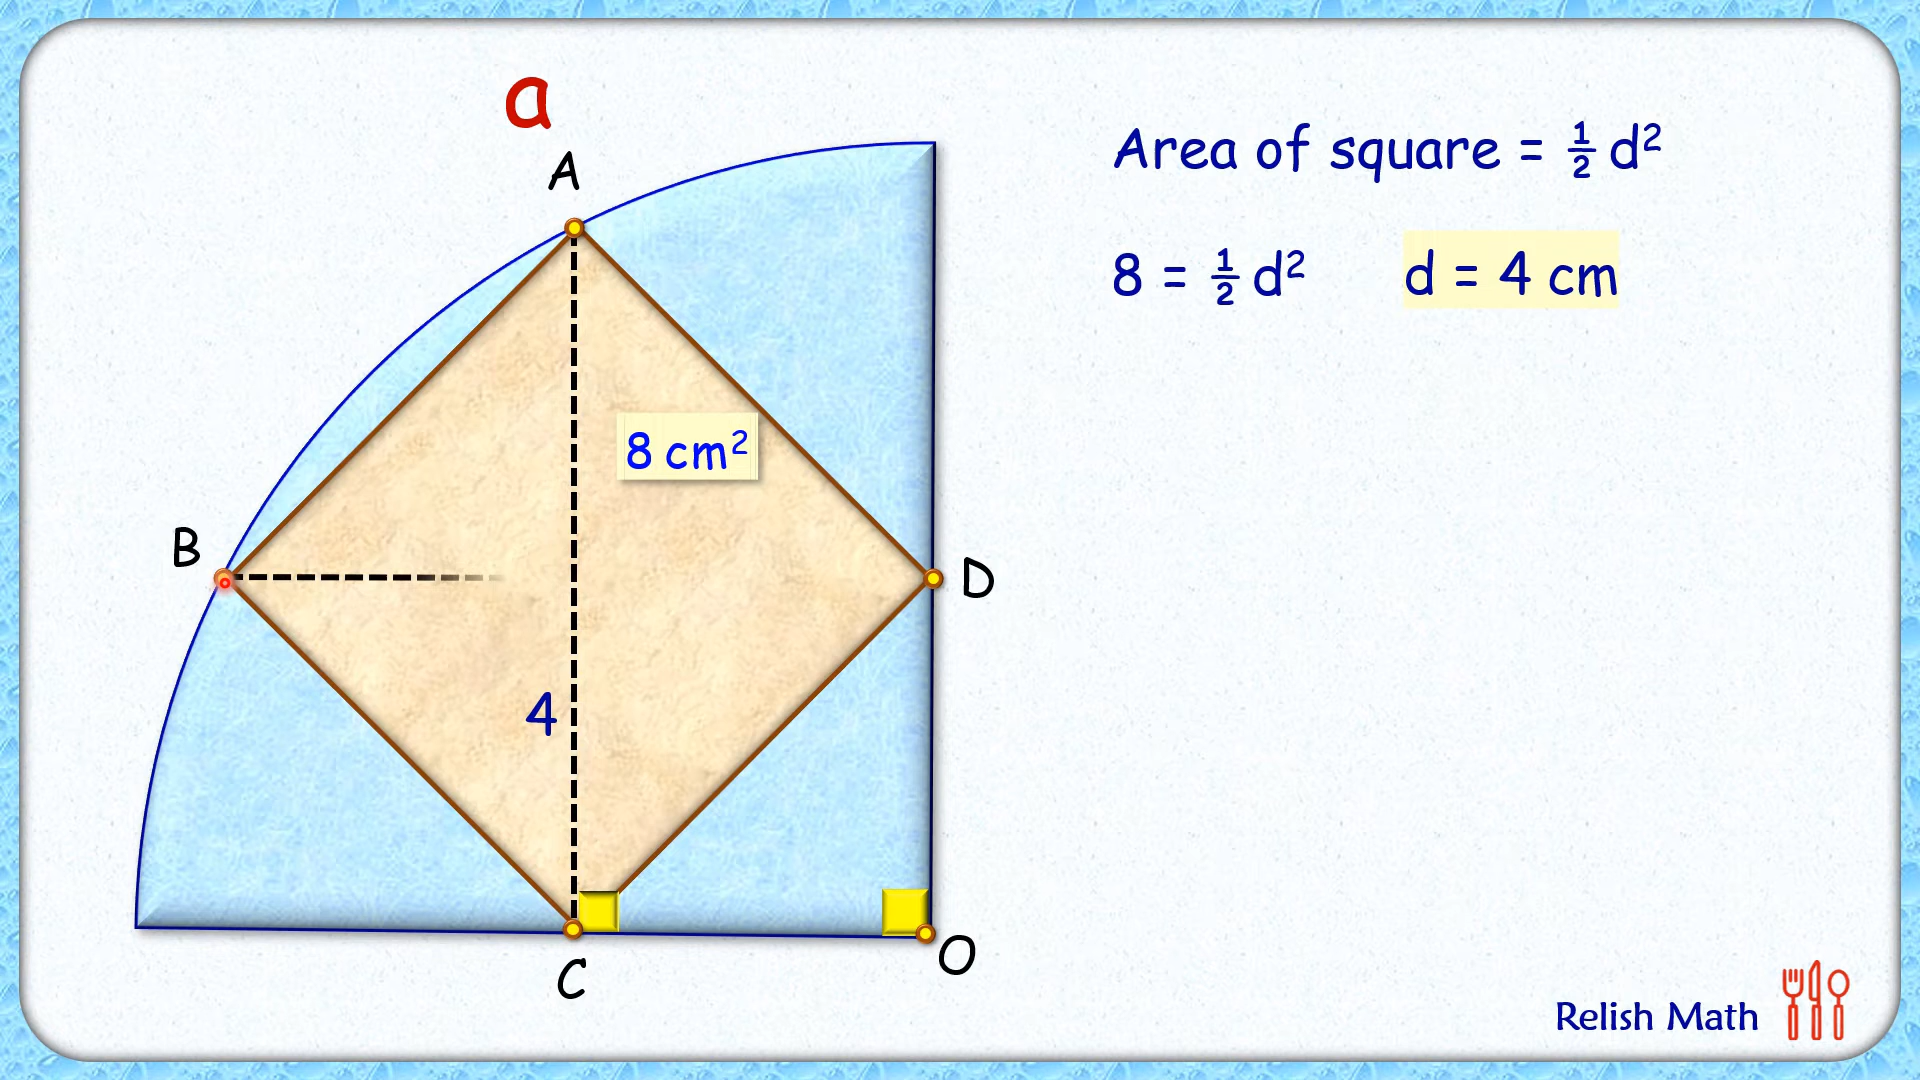 a
A
Area of square = ½ d²
8 = ½ d² d = 4 cm
8 cm²
B
D
4
C
O
Relish Math